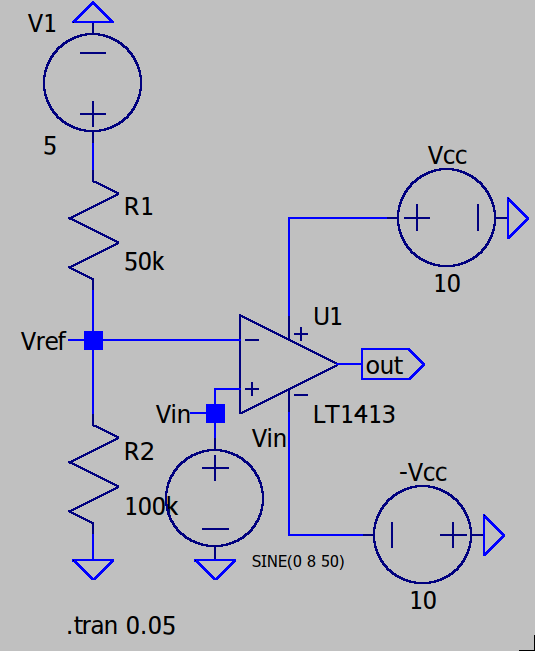 V1
5
R1
50k
Vcc
10
U1
Vref
out
Vin
LT1413
Vin
R2
100k
-Vcc
SINE(0 8 50)
10
.tran 0.05